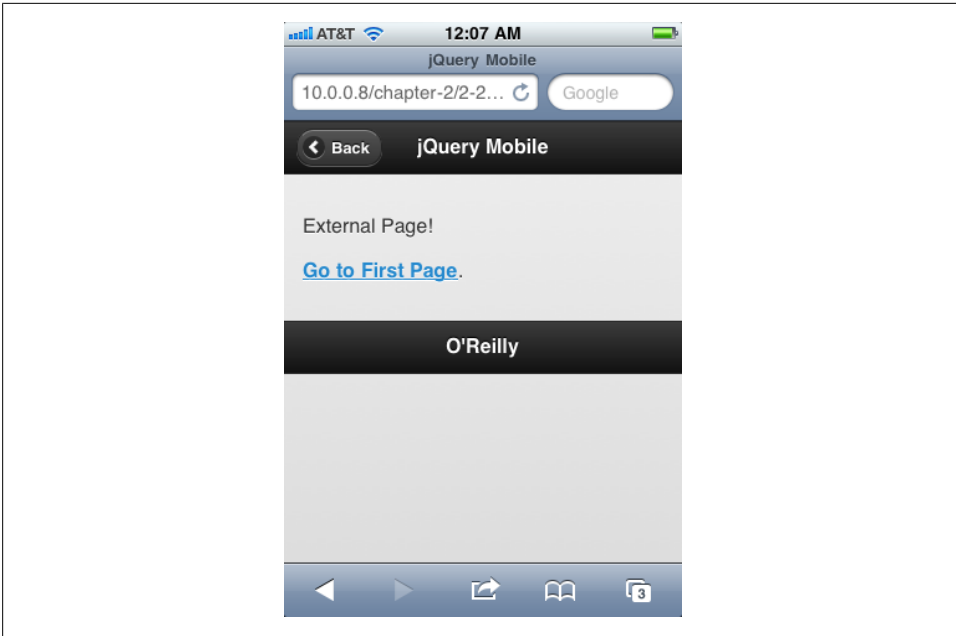 AT&T 12:07 AM
jQuery Mobile
10.0.0.8/chapter-2/2-2... Google
Back jQuery Mobile
External Page!
Go to First Page.
O'Reilly
3